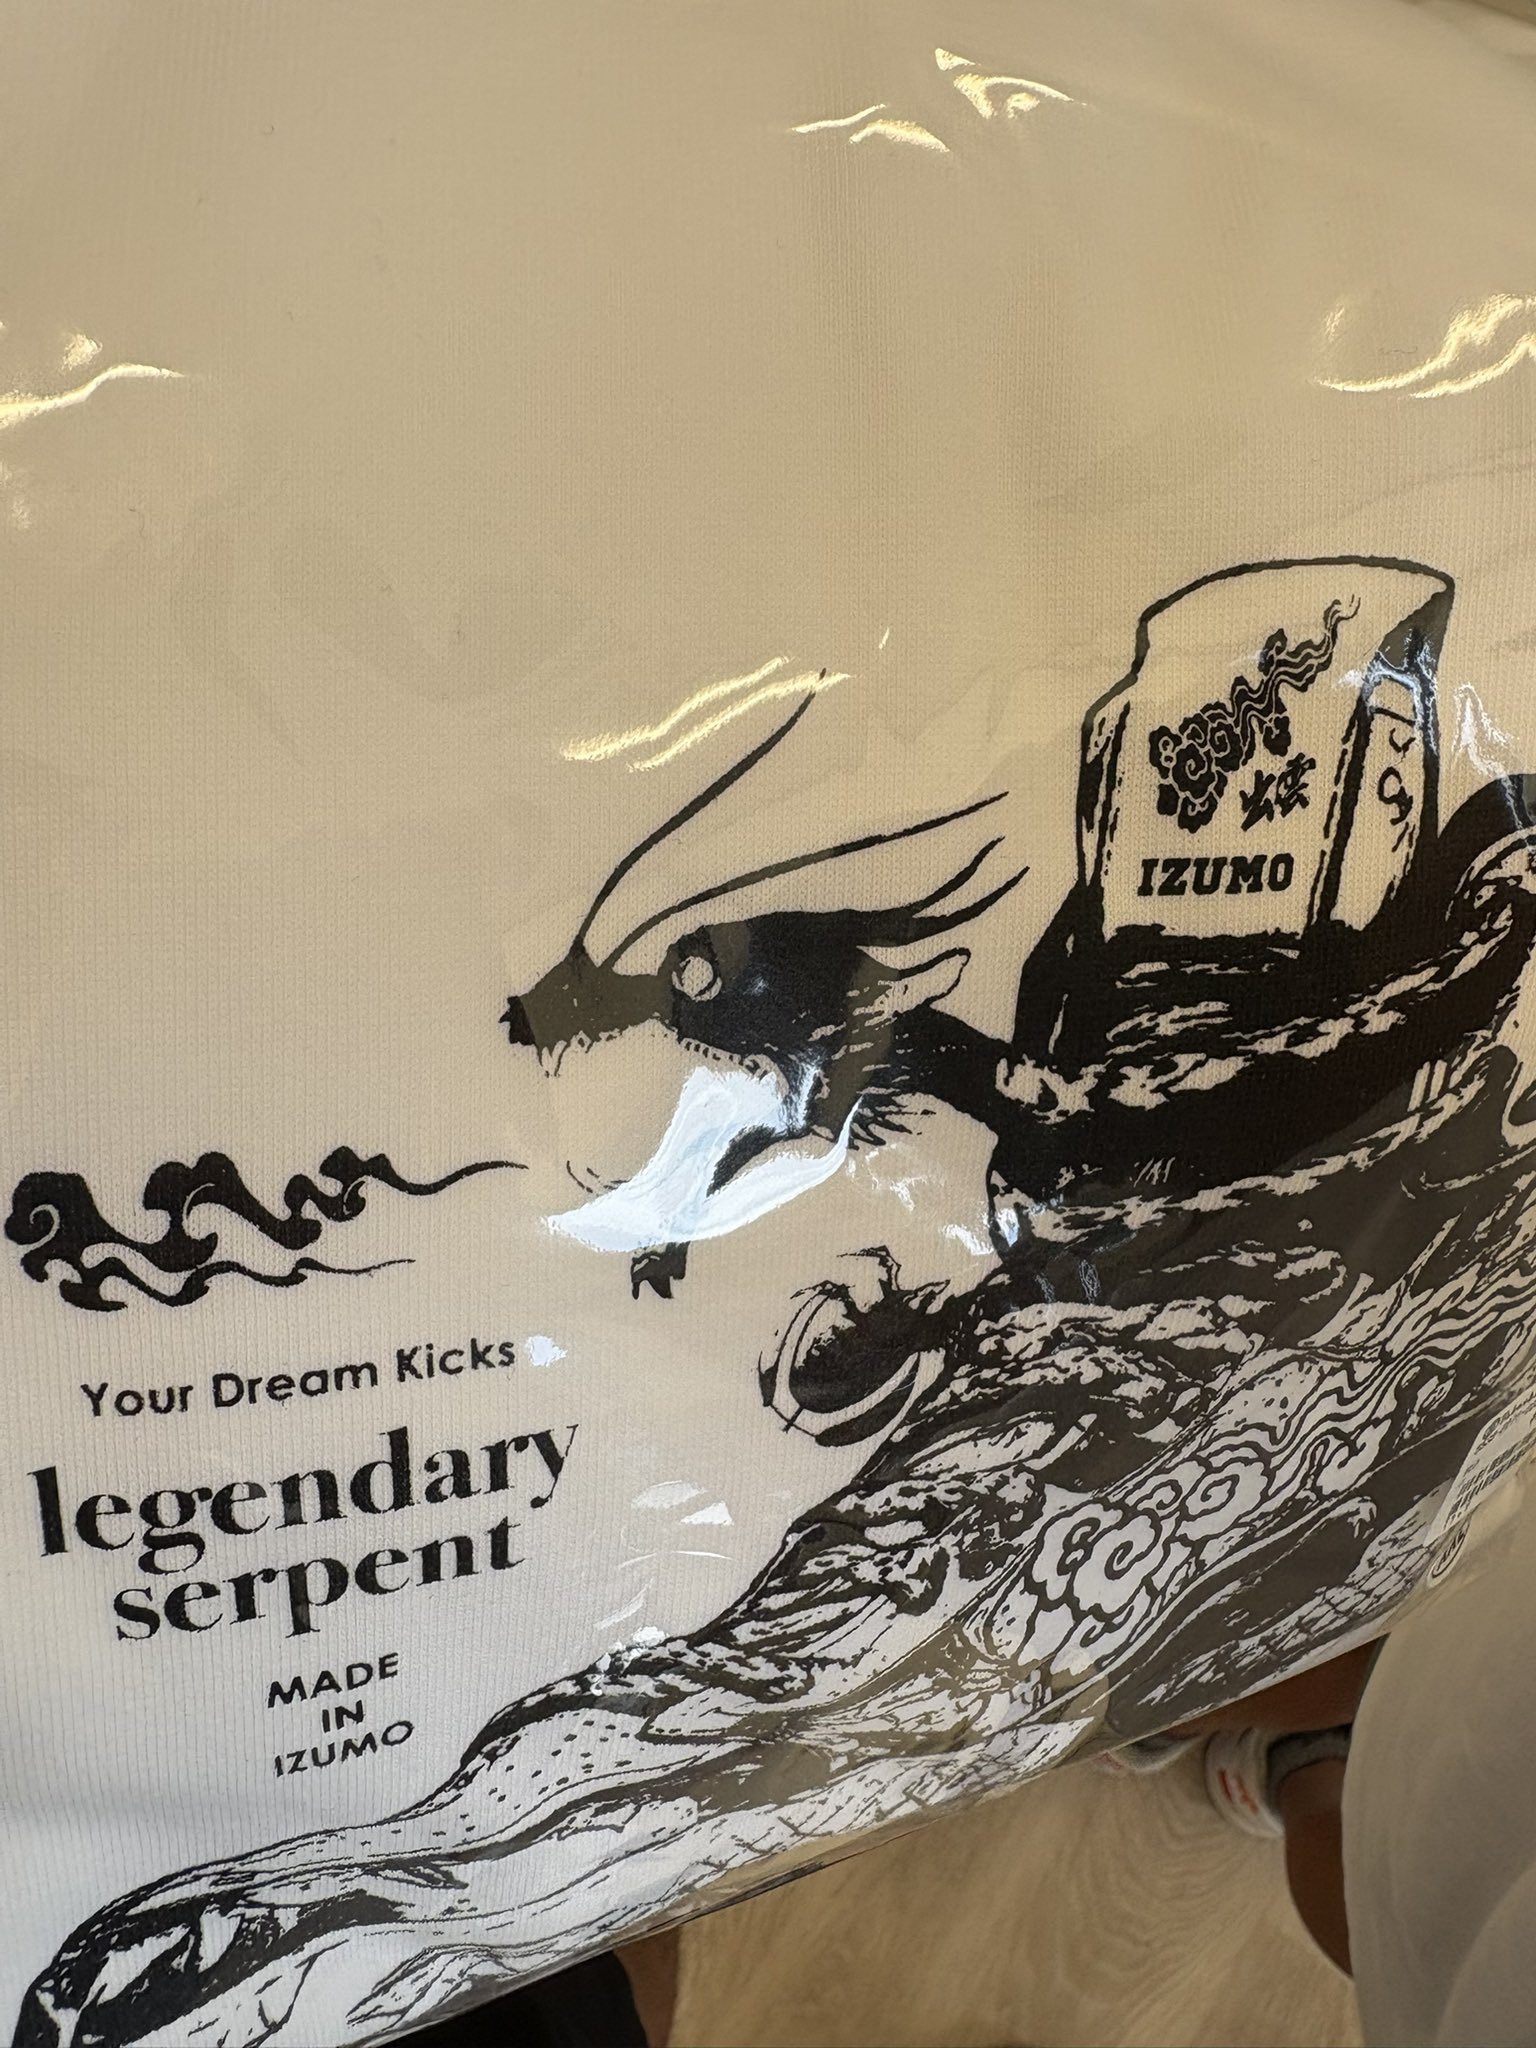 IZUMO
Your Dream Kicks
legendary
serpent
MADE
IN
IZUMO